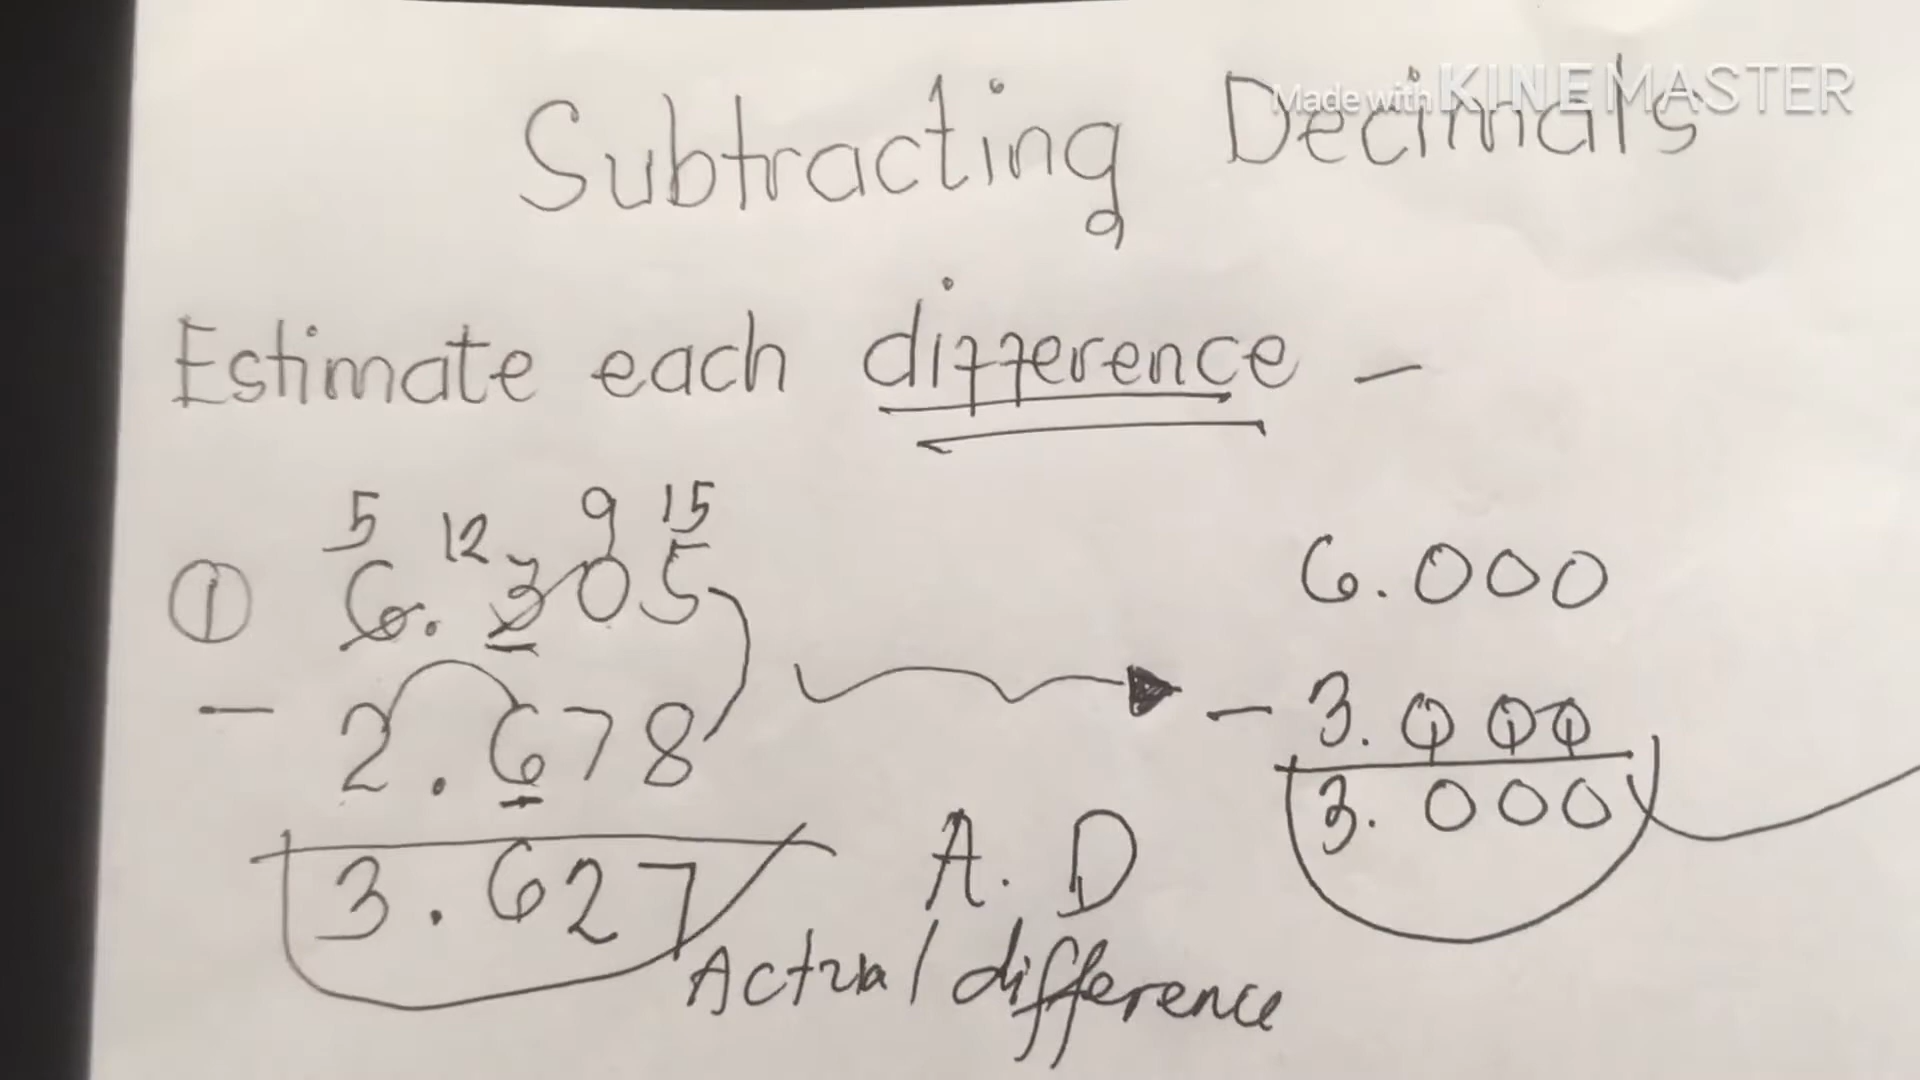 Made with KINEMASTER
Subtracting Decimals
Estimate each difference -
5 12 9 15
① 6.305
- 2.678
3.627
6.000
- 3.000
3.000
A. D
Actual difference